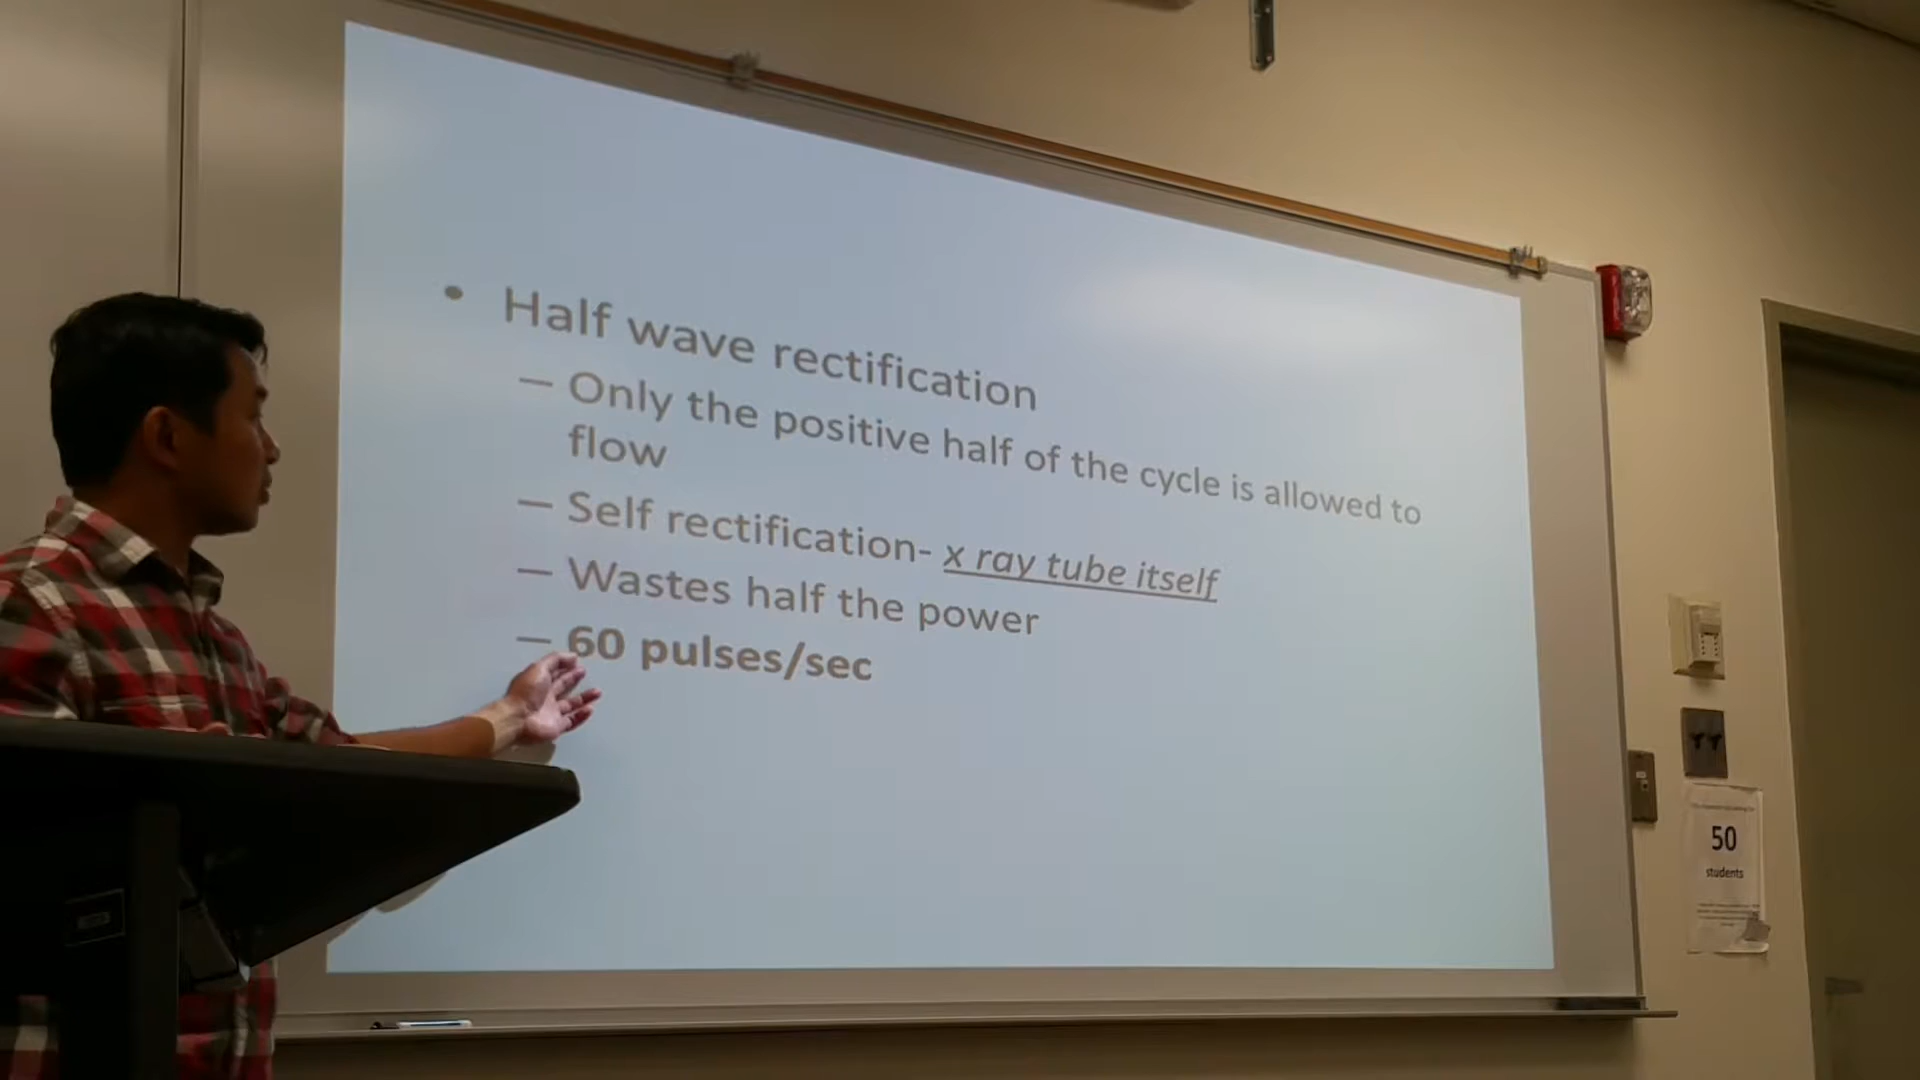 • Half wave rectification
– Only the positive half of the cycle is allowed to
flow
– Self rectification- x ray tube itself
– Wastes half the power
– 60 pulses/sec
50
students